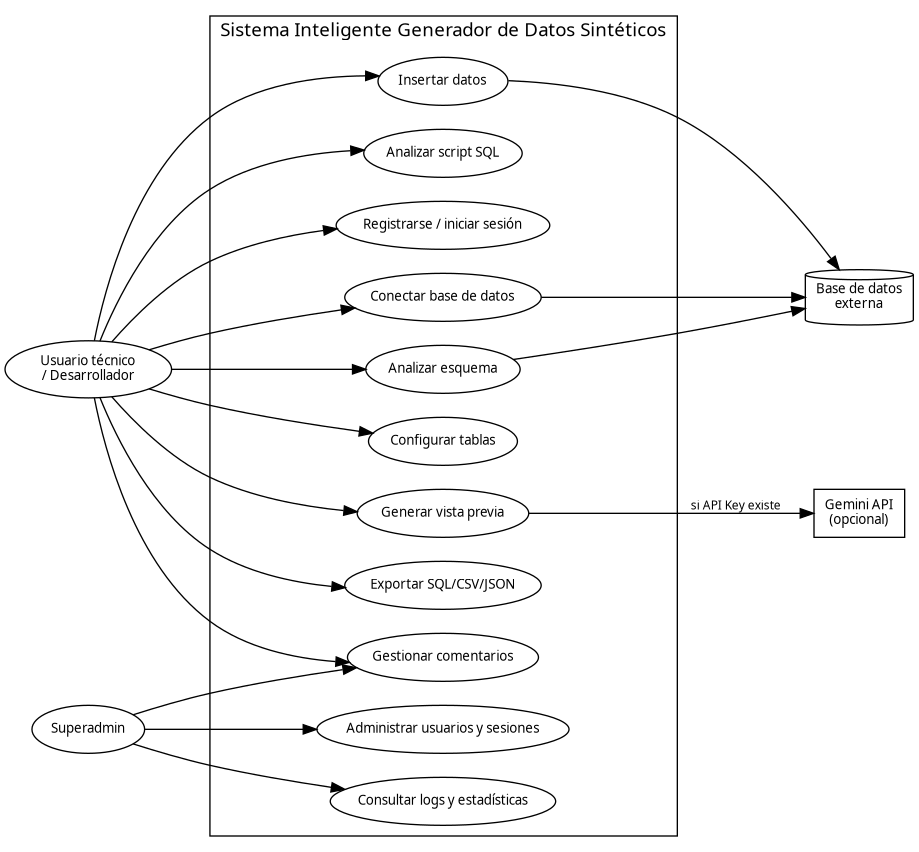 Sistema Inteligente Generador de Datos Sintéticos
Insertar datos
Analizar script SQL
Registrarse / iniciar sesión
Conectar base de datos
Base de datos
externa
Usuario técnico
/ Desarrollador
Analizar esquema
Configurar tablas
Generar vista previa
si API Key existe
Gemini API
(opcional)
Exportar SQL/CSV/JSON
Gestionar comentarios
Superadmin
Administrar usuarios y sesiones
Consultar logs y estadísticas